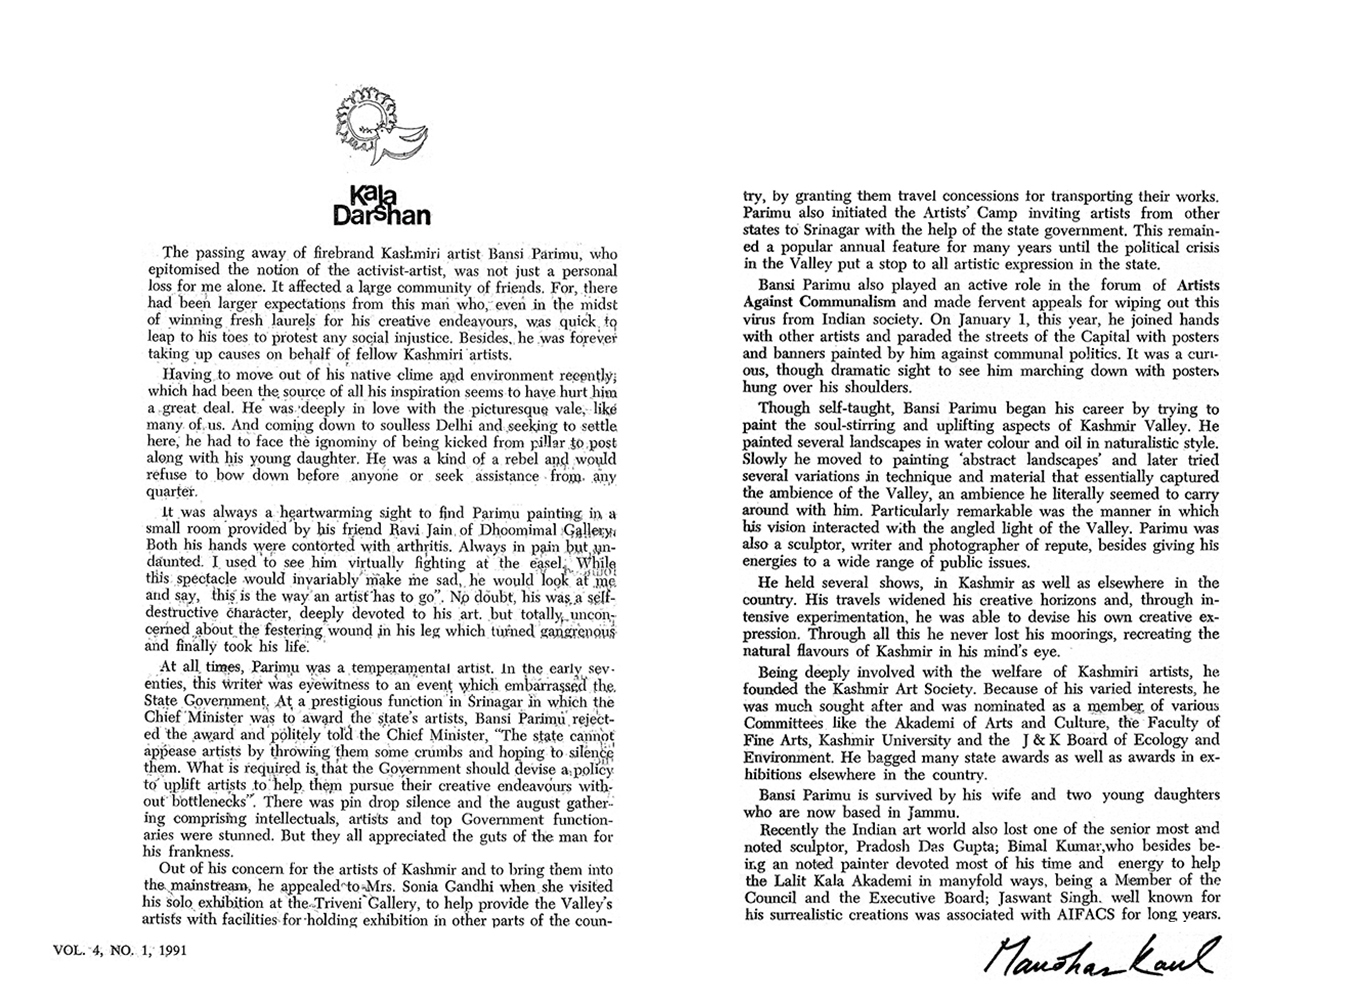 Kala
Darshan
The passing away of firebrand Kashmiri artist Bansi Parimu, who
epitomised the notion of the activist-artist, was not just a personal
loss for me alone. It affected a large community of friends. For, there
had been larger expectations from this man who, even in the midst
of winning fresh laurels for his creative endeavours, was quick to
leap to his toes to protest any social injustice. Besides, he was forever
taking up causes on behalf of fellow Kashmiri artists.
Having to move out of his native clime and environment recently;
which had been the source of all his inspiration seems to have hurt him
a great deal. He was deeply in love with the picturesque vale, like
many of us. And coming down to soulless Delhi and seeking to settle
here, he had to face the ignominy of being kicked from pillar to post
along with his young daughter. He was a kind of a rebel and would
refuse to bow down before anyone or seek assistance from any
quarter.
It was always a heartwarming sight to find Parimu painting in a
small room provided by his friend Ravi Jain of Dhoomimal Gallery.
Both his hands were contorted with arthritis. Always in pain but un-
daunted. I used to see him virtually fighting at the easel. While
this spectacle would invariably make me sad, he would look at me
and say, this is the way an artist has to go". No doubt, his was a self-
destructive character, deeply devoted to his art. but totally uncon-
cerned about the festering wound in his leg which turned gangrenous
and finally took his life.
At all times, Parimu was a temperamental artist. In the early sev-
enties, this writer was eyewitness to an event which embarrassed the
State Government. At a prestigious function in Srinagar in which the
Chief Minister was to award the state's artists, Bansi Parimu reject-
ed the award and politely told the Chief Minister, "The state cannot
appease artists by throwing them some crumbs and hoping to silence
them. What is required is that the Government should devise a policy
to uplift artists to help them pursue their creative endeavours with-
out bottlenecks". There was pin drop silence and the august gather-
ing comprising intellectuals, artists and top Government function-
aries were stunned. But they all appreciated the guts of the man for
his frankness.
Out of his concern for the artists of Kashmir and to bring them into
the mainstream, he appealed to Mrs. Sonia Gandhi when she visited
his solo exhibition at the Triveni Gallery, to help provide the Valley's
artists with facilities for holding exhibition in other parts of the coun-
VOL. 4, NO. 1, 1991
try, by granting them travel concessions for transporting their works.
Parimu also initiated the Artists' Camp inviting artists from other
states to Srinagar with the help of the state government. This remain-
ed a popular annual feature for many years until the political crisis
in the Valley put a stop to all artistic expression in the state.
Bansi Parimu also played an active role in the forum of Artists
Against Communalism and made fervent appeals for wiping out this
virus from Indian society. On January 1, this year, he joined hands
with other artists and paraded the streets of the Capital with posters
and banners painted by him against communal politics. It was a curi-
ous, though dramatic sight to see him marching down with posters
hung over his shoulders.
Though self-taught, Bansi Parimu began his career by trying to
paint the soul-stirring and uplifting aspects of Kashmir Valley. He
painted several landscapes in water colour and oil in naturalistic style.
Slowly he moved to painting 'abstract landscapes' and later tried
several variations in technique and material that essentially captured
the ambience of the Valley, an ambience he literally seemed to carry
around with him. Particularly remarkable was the manner in which
his vision interacted with the angled light of the Valley. Parimu was
also a sculptor, writer and photographer of repute, besides giving his
energies to a wide range of public issues.
He held several shows, in Kashmir as well as elsewhere in the
country. His travels widened his creative horizons and, through in-
tensive experimentation, he was able to devise his own creative ex-
pression. Through all this he never lost his moorings, recreating the
natural flavours of Kashmir in his mind's eye.
Being deeply involved with the welfare of Kashmiri artists, he
founded the Kashmir Art Society. Because of his varied interests, he
was much sought after and was nominated as a member of various
Committees like the Akademi of Arts and Culture, the Faculty of
Fine Arts, Kashmir University and the J & K Board of Ecology and
Environment. He bagged many state awards as well as awards in ex-
hibitions elsewhere in the country.
Bansi Parimu is survived by his wife and two young daughters
who are now based in Jammu.
Recently the Indian art world also lost one of the senior most and
noted sculptor, Pradosh Das Gupta; Bimal Kumar,who besides be-
ing an noted painter devoted most of his time and energy to help
the Lalit Kala Akademi in manyfold ways, being a Member of the
Council and the Executive Board; Jaswant Singh. well known for
his surrealistic creations was associated with AIFACS for long years.
Manohar Kaul